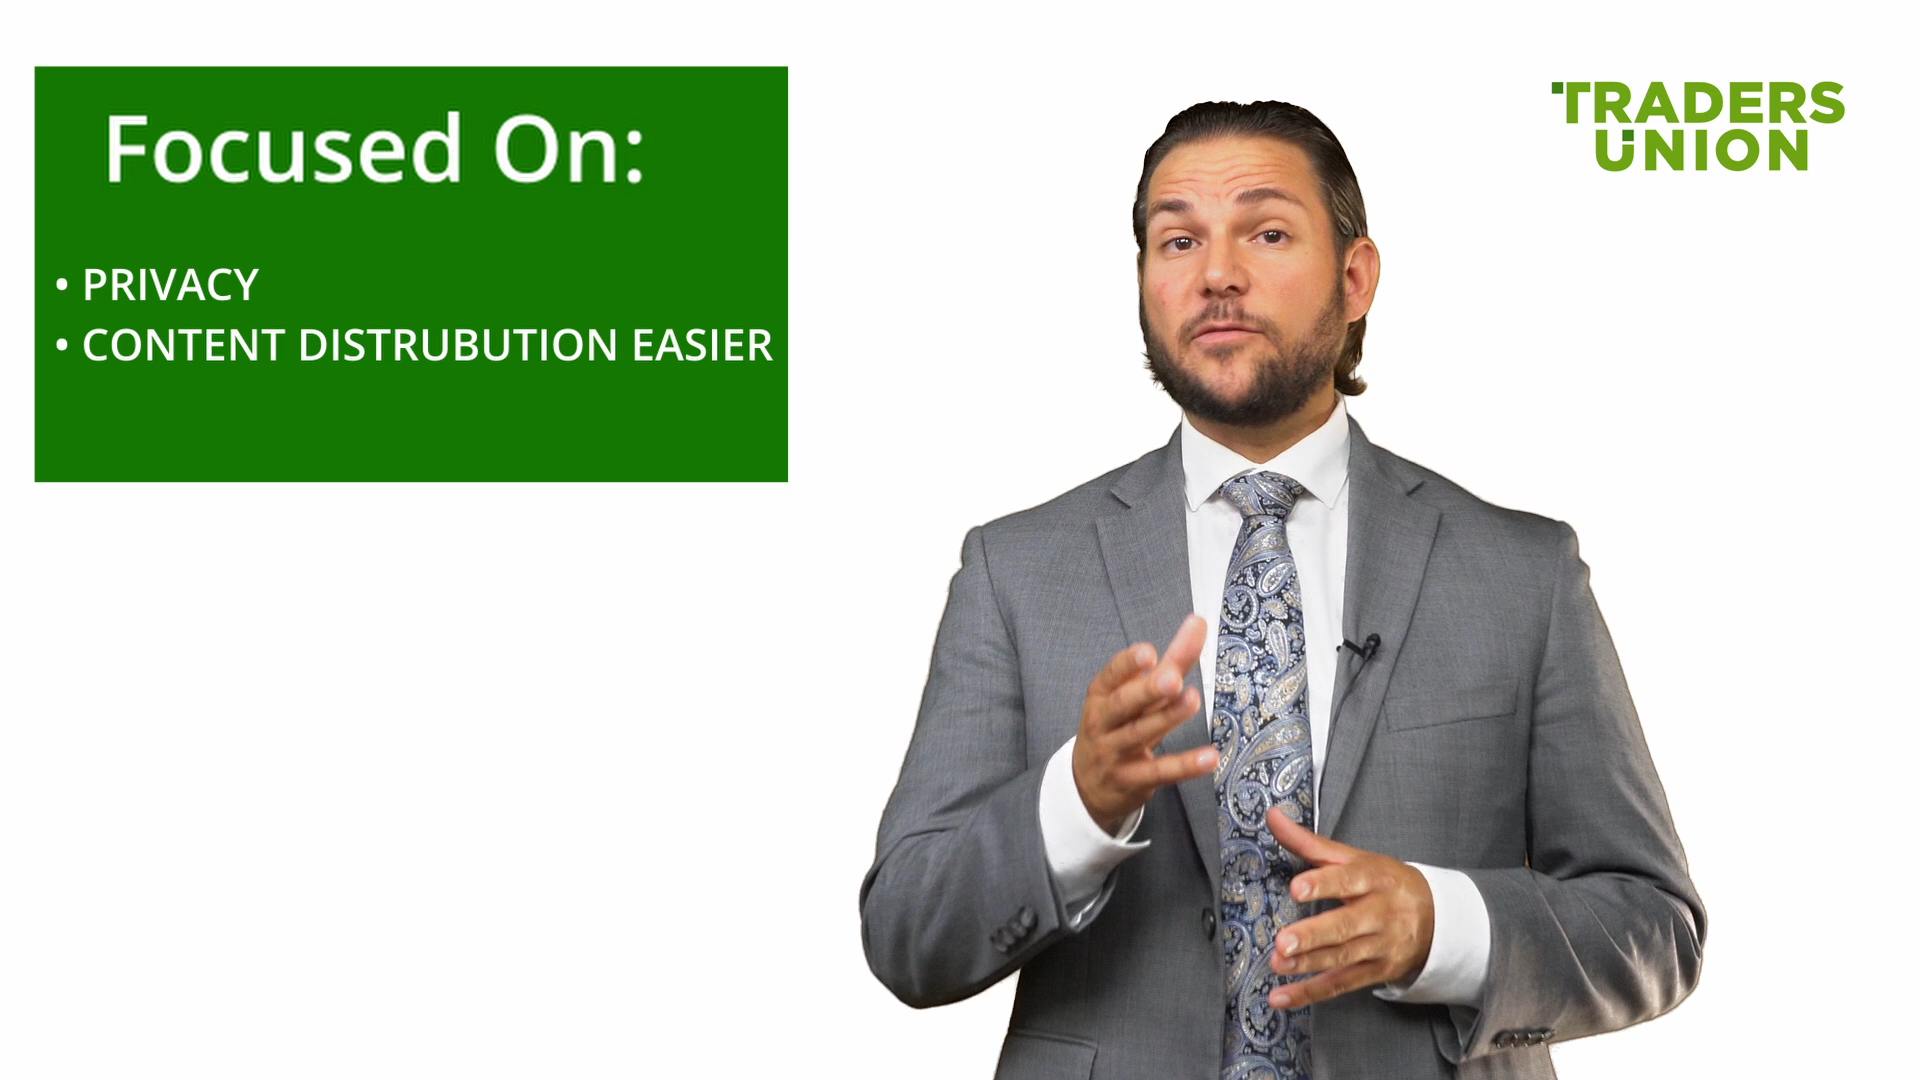 Focused On:
• PRIVACY
• CONTENT DISTRUBUTION EASIER
TRADERS
UNION